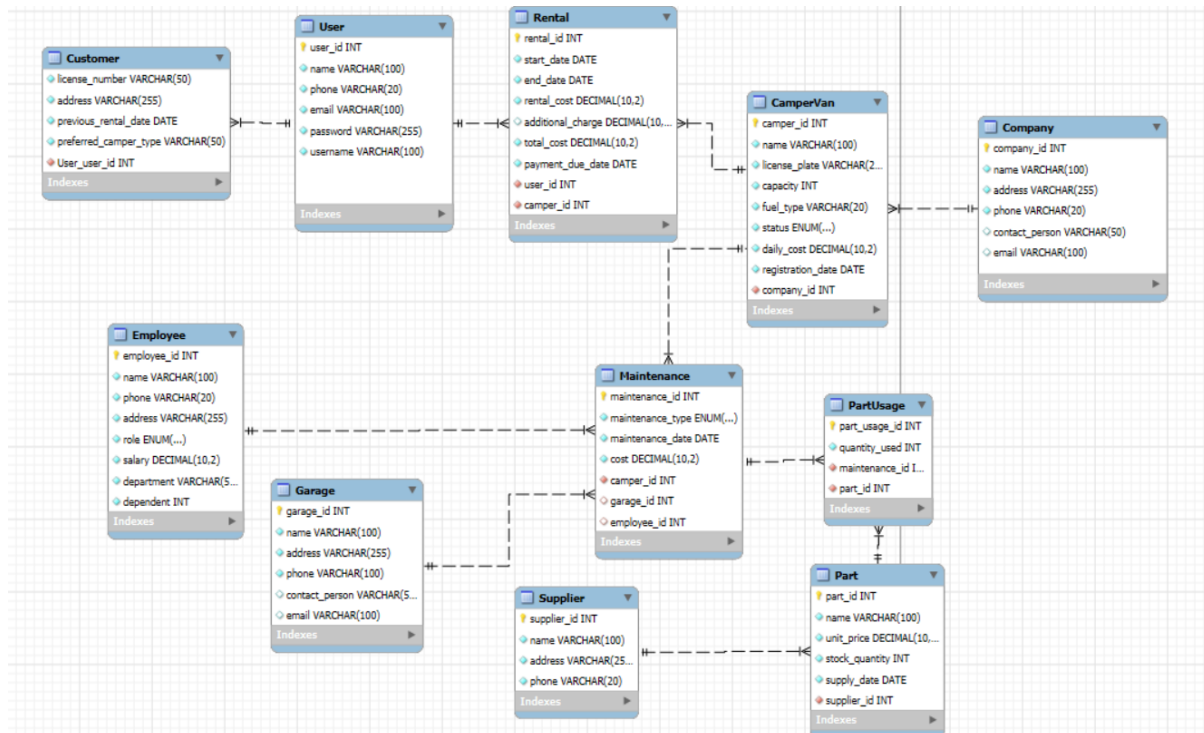 Customer
license_number VARCHAR(50)
address VARCHAR(255)
previous_rental_date DATE
preferred_camper_type VARCHAR(50)
User_user_id INT
Indexes
User
user_id INT
name VARCHAR(100)
phone VARCHAR(20)
email VARCHAR(100)
password VARCHAR(255)
username VARCHAR(100)
Indexes
Rental
rental_id INT
start_date DATE
end_date DATE
rental_cost DECIMAL(10,2)
additional_charge DECIMAL(10,...
total_cost DECIMAL(10,2)
payment_due_date DATE
user_id INT
camper_id INT
Indexes
CamperVan
camper_id INT
name VARCHAR(100)
license_plate VARCHAR(2...
capacity INT
fuel_type VARCHAR(20)
status ENUM(...)
daily_cost DECIMAL(10,2)
registration_date DATE
company_id INT
Indexes
Company
company_id INT
name VARCHAR(100)
address VARCHAR(255)
phone VARCHAR(20)
contact_person VARCHAR(50)
email VARCHAR(100)
Indexes
Employee
employee_id INT
name VARCHAR(100)
phone VARCHAR(20)
address VARCHAR(255)
role ENUM(...)
salary DECIMAL(10,2)
department VARCHAR(5...
dependent INT
Indexes
Garage
garage_id INT
name VARCHAR(100)
address VARCHAR(255)
phone VARCHAR(100)
contact_person VARCHAR(5...
email VARCHAR(100)
Indexes
Maintenance
maintenance_id INT
maintenance_type ENUM(...)
maintenance_date DATE
cost DECIMAL(10,2)
camper_id INT
garage_id INT
employee_id INT
Indexes
PartUsage
part_usage_id INT
quantity_used INT
maintenance_id I...
part_id INT
Indexes
Supplier
supplier_id INT
name VARCHAR(100)
address VARCHAR(25...
phone VARCHAR(20)
Indexes
Part
part_id INT
name VARCHAR(100)
unit_price DECIMAL(10,...
stock_quantity INT
supply_date DATE
supplier_id INT
Indexes